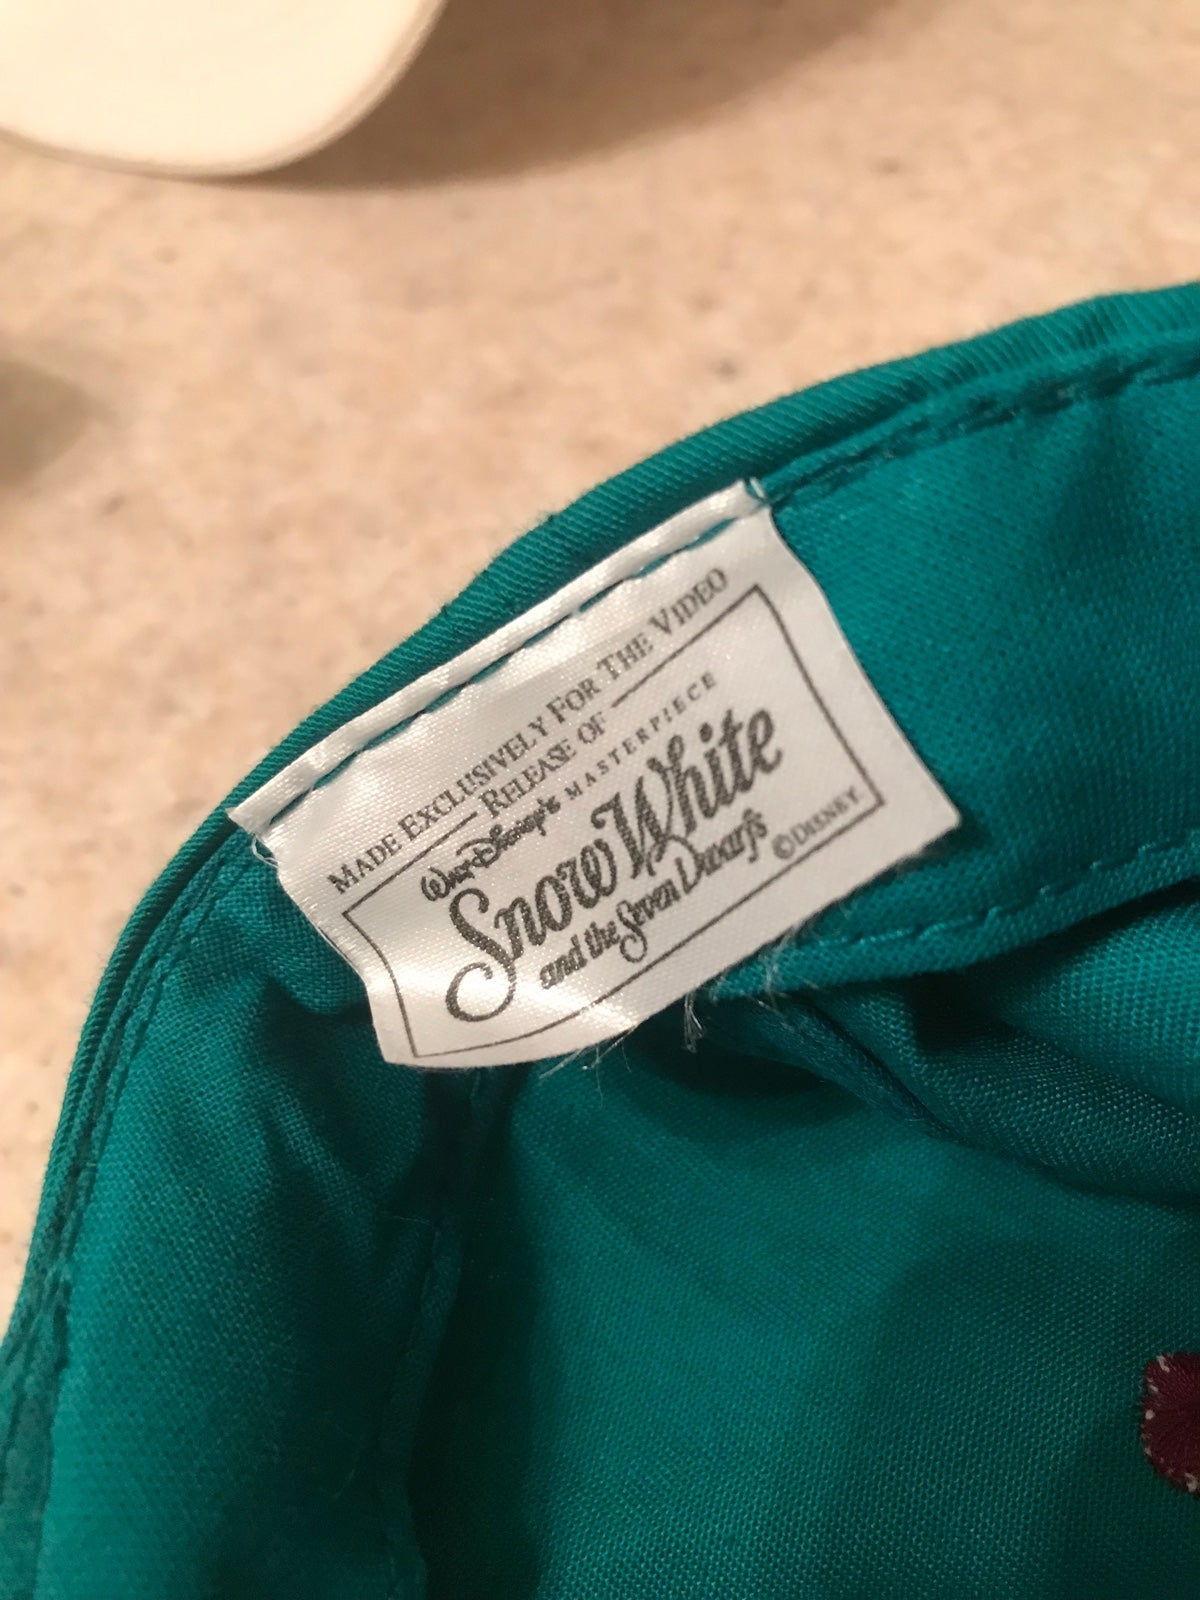 MADE EXCLUSIVELY FOR THE VIDEO
RELEASE OF
WALT DISNEY'S MASTERPIECE
Snow White
and the Seven Dwarfs
© DISNEY